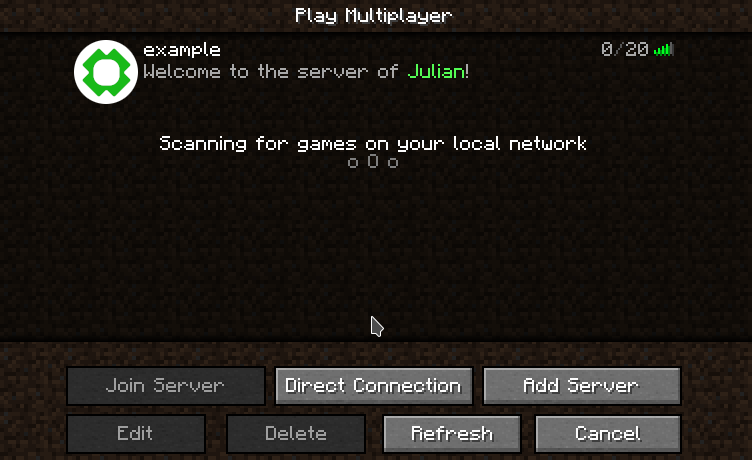 Play Multiplayer
example 0/20
Welcome to the server of Julian!
Scanning for games on your local network
o O o
Join Server Direct Connection Add Server
Edit Delete Refresh Cancel